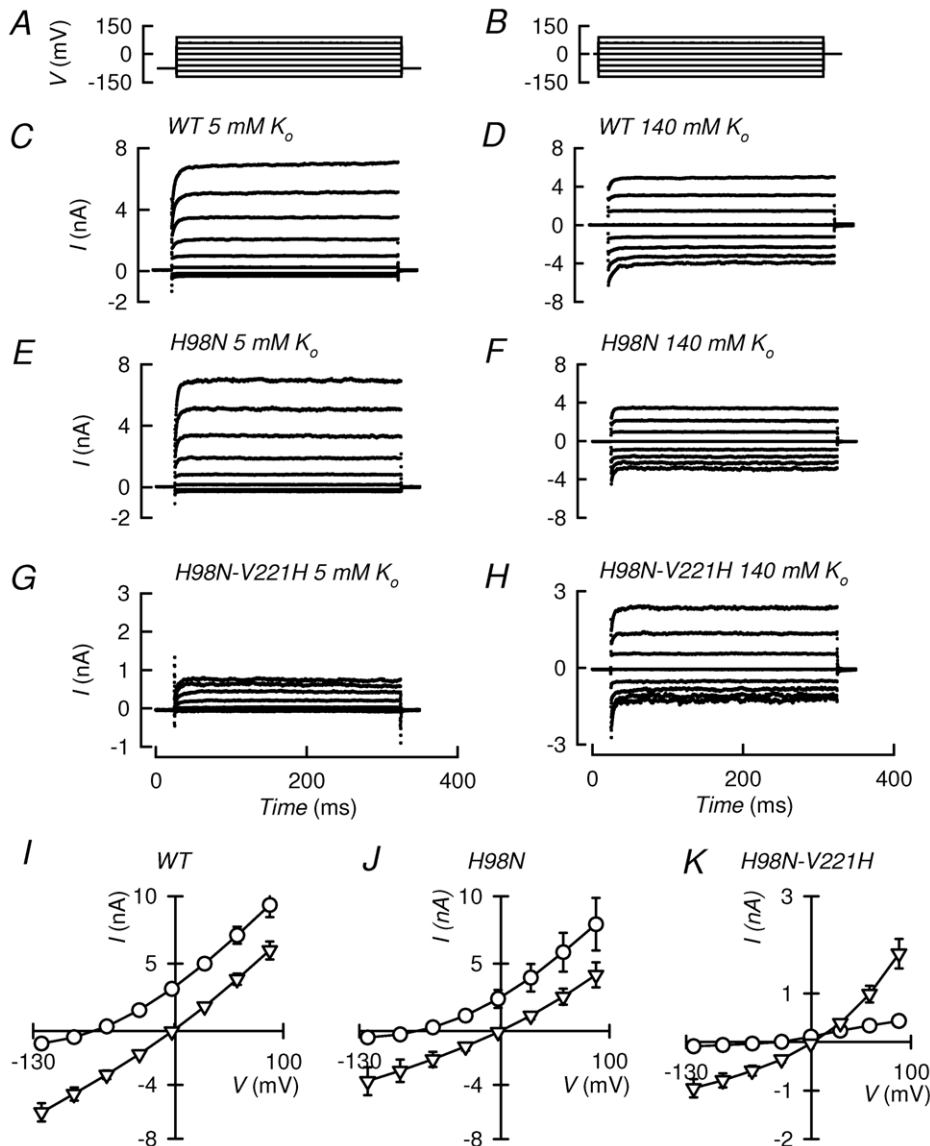 A
B
V (mV)
150
0
-150
150
0
-150
C
WT 5 mM Ko
I (nA)
8
4
0
-2
D
WT 140 mM Ko
8
4
0
-4
-8
E
H98N 5 mM Ko
I (nA)
8
4
0
-2
F
H98N 140 mM Ko
8
4
0
-4
-8
G
H98N-V221H 5 mM Ko
I (nA)
3
2
1
0
-1
0 200 400
Time (ms)
H
H98N-V221H 140 mM Ko
3
0
-3
0 200 400
Time (ms)
I
WT
I (nA)
10
5
-4
-8
-130
100
V (mV)
J
H98N
I (nA)
10
5
-4
-8
-130
100
V (mV)
K
H98N-V221H
I (nA)
3
1
-1
-2
-130
100
V (mV)